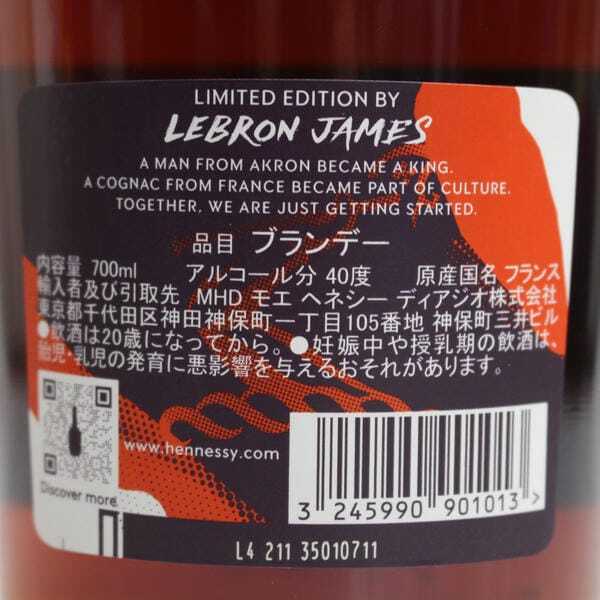 LIMITED EDITION BY
LEBRON JAMES
A MAN FROM AKRON BECAME A KING.
A COGNAC FROM FRANCE BECAME PART OF CULTURE.
TOGETHER, WE ARE JUST GETTING STARTED.
品目 ブランデー
内容量 700ml アルコール分 40度 原産国名 フランス
輸入者及び引取先 MHD モエ ヘネシー ディアジオ株式会社
東京都千代田区神田神保町一丁目105番地 神保町三井ビル
●飲酒は20歳になってから。●妊娠中や授乳期の飲酒は、
胎児・乳児の発育に悪影響を与えるおそれがあります。
www.hennessy.com
Discover more
3 245990 901013 >
L4 211 35010711